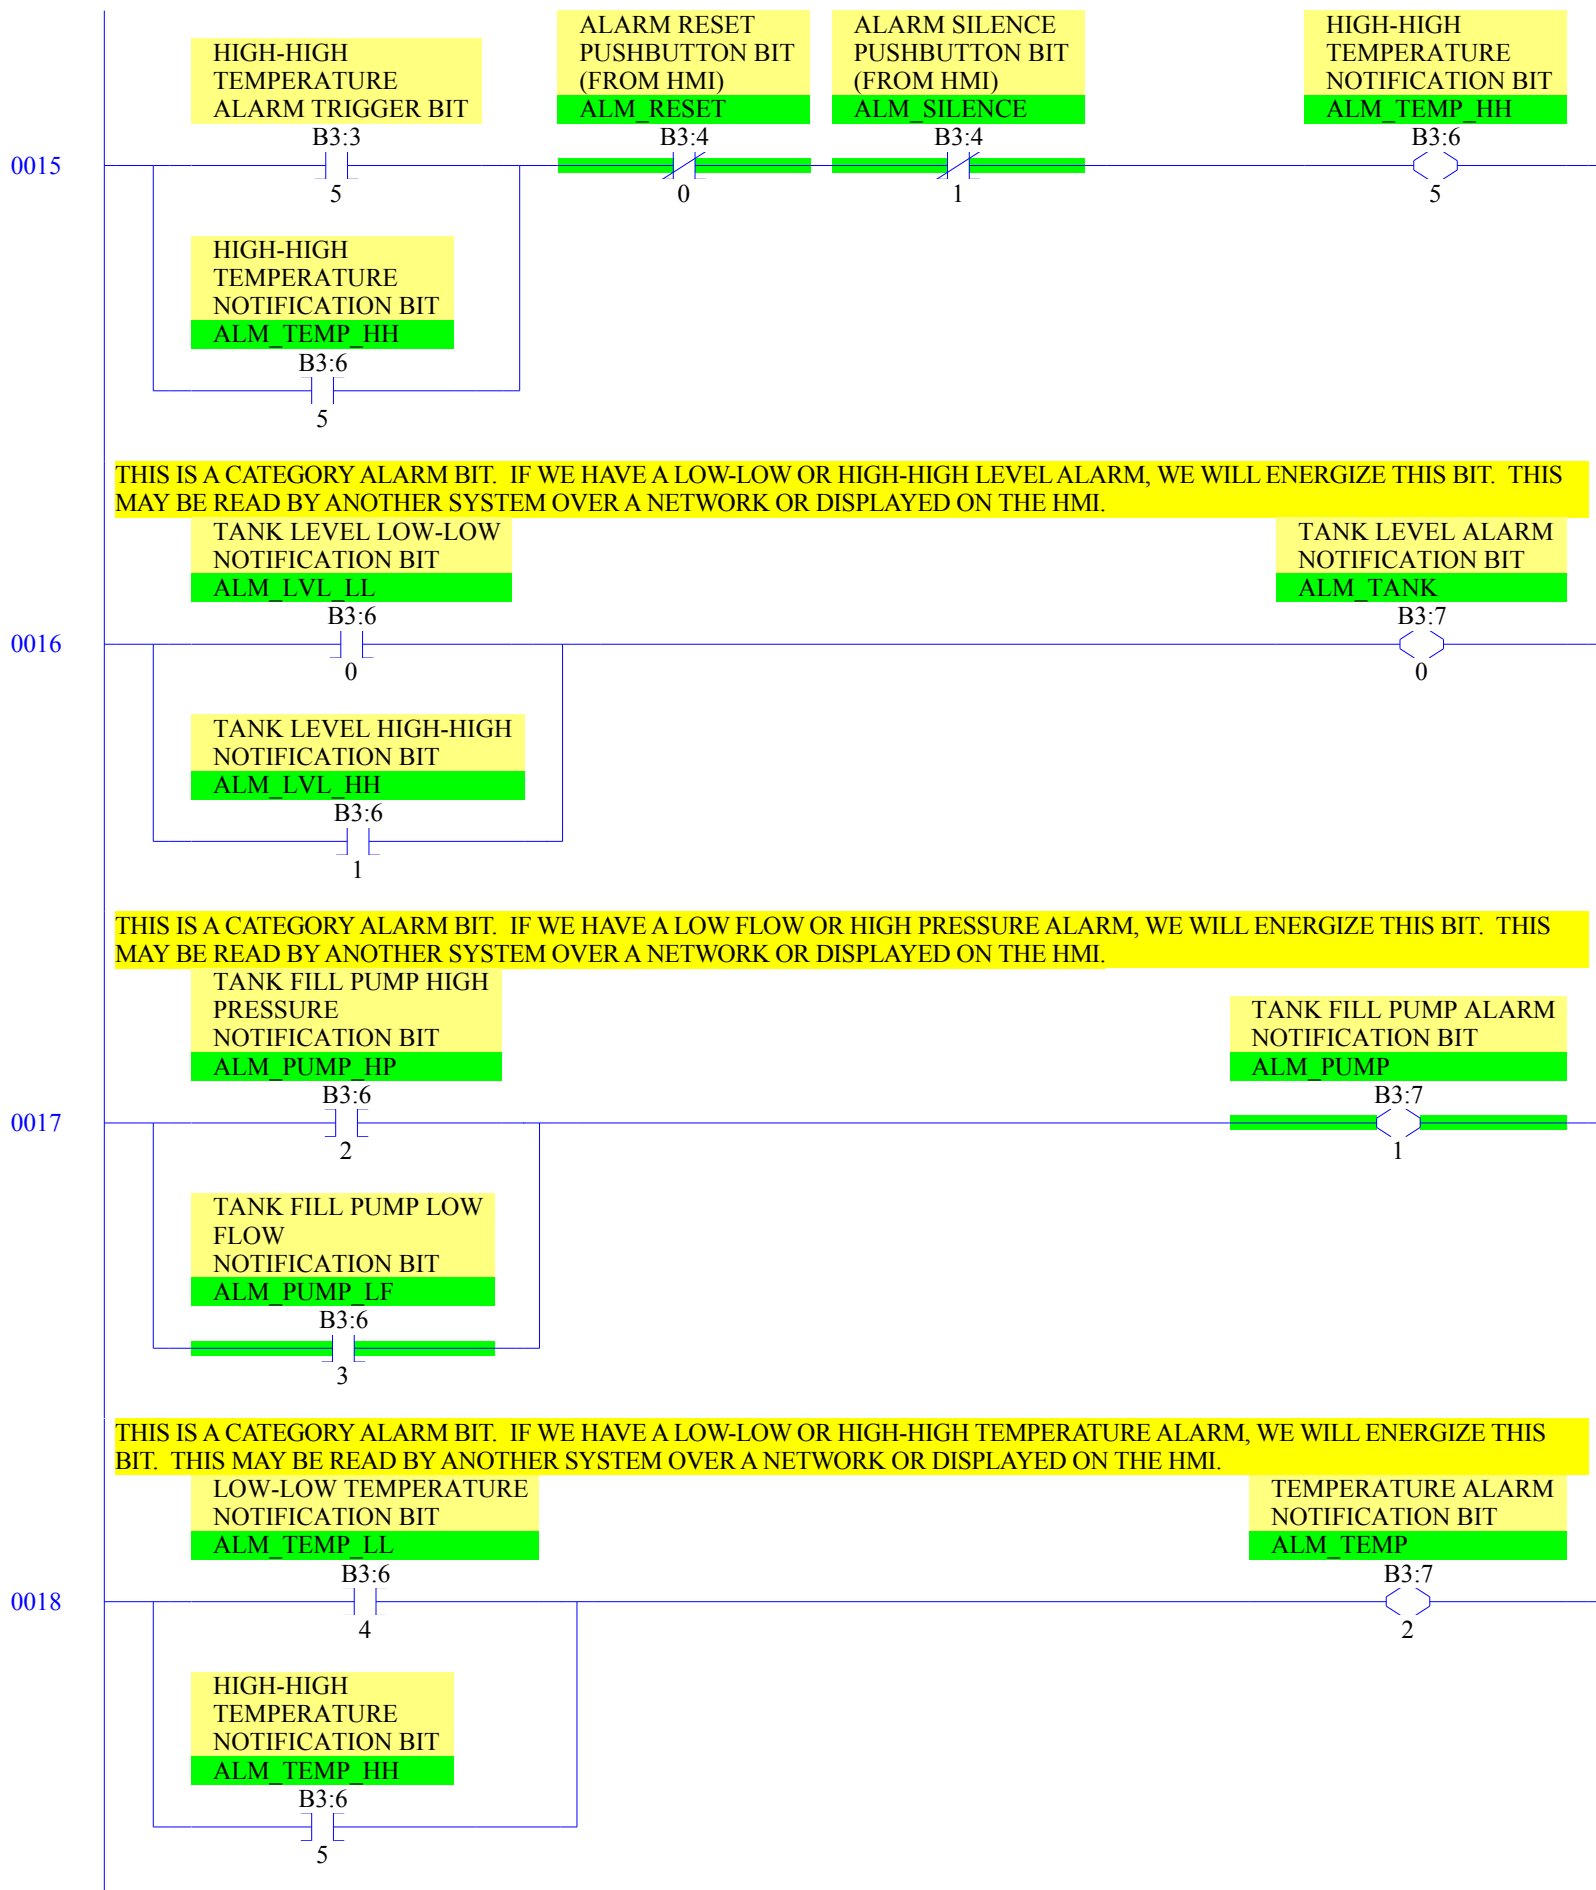 HIGH-HIGH
TEMPERATURE
ALARM TRIGGER BIT
B3:3
5
ALARM RESET
PUSHBUTTON BIT
(FROM HMI)
ALM_RESET
B3:4
0
ALARM SILENCE
PUSHBUTTON BIT
(FROM HMI)
ALM_SILENCE
B3:4
1
HIGH-HIGH
TEMPERATURE
NOTIFICATION BIT
ALM_TEMP_HH
B3:6
5
0015
HIGH-HIGH
TEMPERATURE
NOTIFICATION BIT
ALM_TEMP_HH
B3:6
5
THIS IS A CATEGORY ALARM BIT.  IF WE HAVE A LOW-LOW OR HIGH-HIGH LEVEL ALARM, WE WILL ENERGIZE THIS BIT.  THIS
MAY BE READ BY ANOTHER SYSTEM OVER A NETWORK OR DISPLAYED ON THE HMI.
TANK LEVEL LOW-LOW
NOTIFICATION BIT
ALM_LVL_LL
B3:6
0
TANK LEVEL ALARM
NOTIFICATION BIT
ALM_TANK
B3:7
0
0016
TANK LEVEL HIGH-HIGH
NOTIFICATION BIT
ALM_LVL_HH
B3:6
1
THIS IS A CATEGORY ALARM BIT.  IF WE HAVE A LOW FLOW OR HIGH PRESSURE ALARM, WE WILL ENERGIZE THIS BIT.  THIS
MAY BE READ BY ANOTHER SYSTEM OVER A NETWORK OR DISPLAYED ON THE HMI.
TANK FILL PUMP HIGH
PRESSURE
NOTIFICATION BIT
ALM_PUMP_HP
B3:6
2
TANK FILL PUMP ALARM
NOTIFICATION BIT
ALM_PUMP
B3:7
1
0017
TANK FILL PUMP LOW
FLOW
NOTIFICATION BIT
ALM_PUMP_LF
B3:6
3
THIS IS A CATEGORY ALARM BIT.  IF WE HAVE A LOW-LOW OR HIGH-HIGH TEMPERATURE ALARM, WE WILL ENERGIZE THIS
BIT.  THIS MAY BE READ BY ANOTHER SYSTEM OVER A NETWORK OR DISPLAYED ON THE HMI.
LOW-LOW TEMPERATURE
NOTIFICATION BIT
ALM_TEMP_LL
B3:6
4
TEMPERATURE ALARM
NOTIFICATION BIT
ALM_TEMP
B3:7
2
0018
HIGH-HIGH
TEMPERATURE
NOTIFICATION BIT
ALM_TEMP_HH
B3:6
5